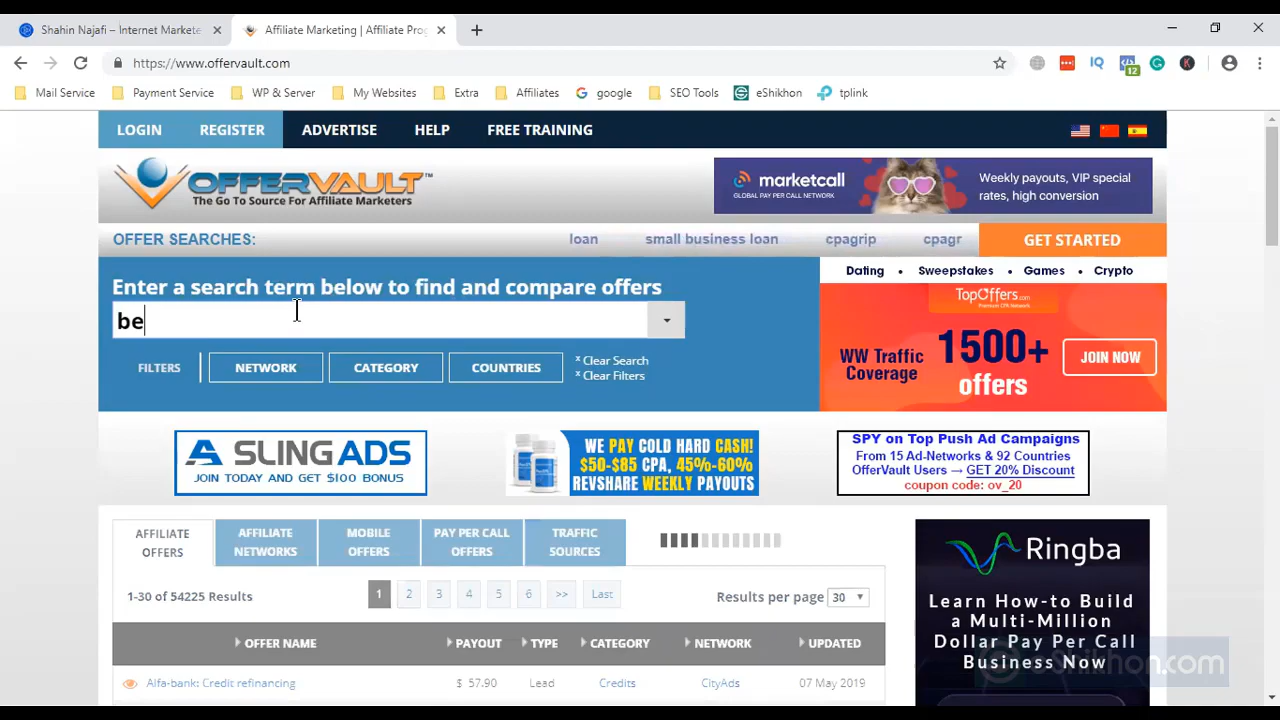 Shahin Najafi – Internet Markete
Affiliate Marketing | Affiliate Prog
https://www.offervault.com
12
Mail Service
Payment Service
WP & Server
My Websites
Extra
Affiliates
google
SEO Tools
eShikhon
tplink
LOGIN
REGISTER
ADVERTISE
HELP
FREE TRAINING
OFFERVAULT™
The Go To Source For Affiliate Marketers
marketcall
GLOBAL PAY PER CALL NETWORK
Weekly payouts, VIP special
rates, high conversion
OFFER SEARCHES:
loan
small business loan
cpagrip
cpagr
GET STARTED
Enter a search term below to find and compare offers
be
FILTERS
NETWORK
CATEGORY
COUNTRIES
x Clear Search
x Clear Filters
Dating • Sweepstakes • Games • Crypto
TopOffers.com
Premium CPA Network
WW Traffic
Coverage
1500+
offers
JOIN NOW
SLINGADS
JOIN TODAY AND GET $100 BONUS
WE PAY COLD HARD CASH!
$50-$85 CPA, 45%-60%
REVSHARE WEEKLY PAYOUTS
SPY on Top Push Ad Campaigns
From 15 Ad-Networks & 92 Countries
OfferVault Users → GET 20% Discount
coupon code: ov_20
AFFILIATE
OFFERS
AFFILIATE
NETWORKS
MOBILE
OFFERS
PAY PER CALL
OFFERS
TRAFFIC
SOURCES
1-30 of 54225 Results
1 2 3 4 5 6 >> Last
Results per page 30
OFFER NAME
PAYOUT
TYPE
CATEGORY
NETWORK
UPDATED
Alfa-bank: Credit refinancing
$ 57.90
Lead
Credits
CityAds
07 May 2019
Ringba
Learn How-to Build
a Multi-Million
Dollar Pay Per Call
Business Now
eShikhon.com